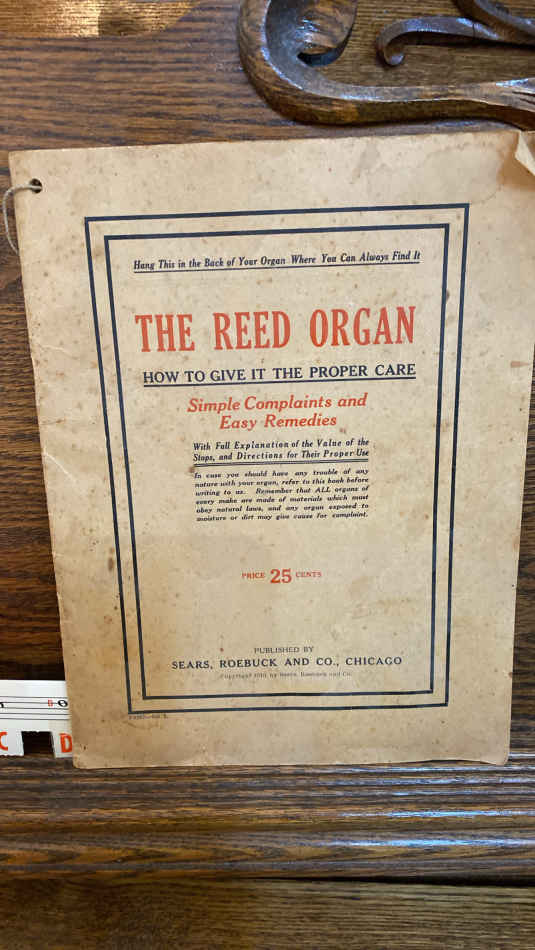 Hang This in the Back of Your Organ Where You Can Always Find It
THE REED ORGAN
HOW TO GIVE IT THE PROPER CARE
Simple Complaints and
Easy Remedies
With Full Explanation of the Value of the
Stops, and Directions for Their Proper Use
In case you should have any trouble of any
nature with your organ, refer to this book before
writing to us. Remember that ALL organs of
every make are made of materials which must
obey natural laws, and any organ exposed to
moisture or dirt may give cause for complaint.
PRICE 25 CENTS
PUBLISHED BY
SEARS, ROEBUCK AND CO., CHICAGO
by Sears, Roebuck and Co.
D
C D